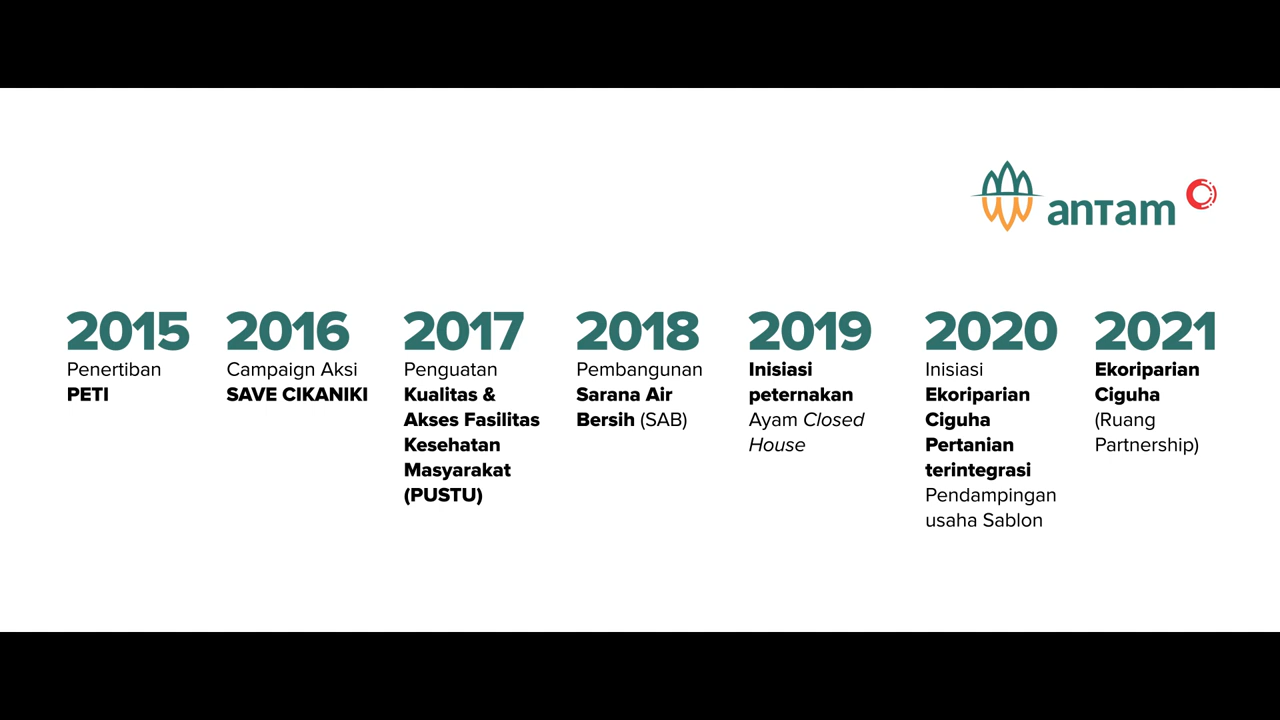 anтam
2015
Penertiban
PETI
2016
Campaign Aksi
SAVE CIKANIKI
2017
Penguatan
Kualitas &
Akses Fasilitas
Kesehatan
Masyarakat
(PUSTU)
2018
Pembangunan
Sarana Air
Bersih (SAB)
2019
Inisiasi
peternakan
Ayam Closed
House
2020
Inisiasi
Ekoriparian
Ciguha
Pertanian
terintegrasi
Pendampingan
usaha Sablon
2021
Ekoriparian
Ciguha
(Ruang
Partnership)